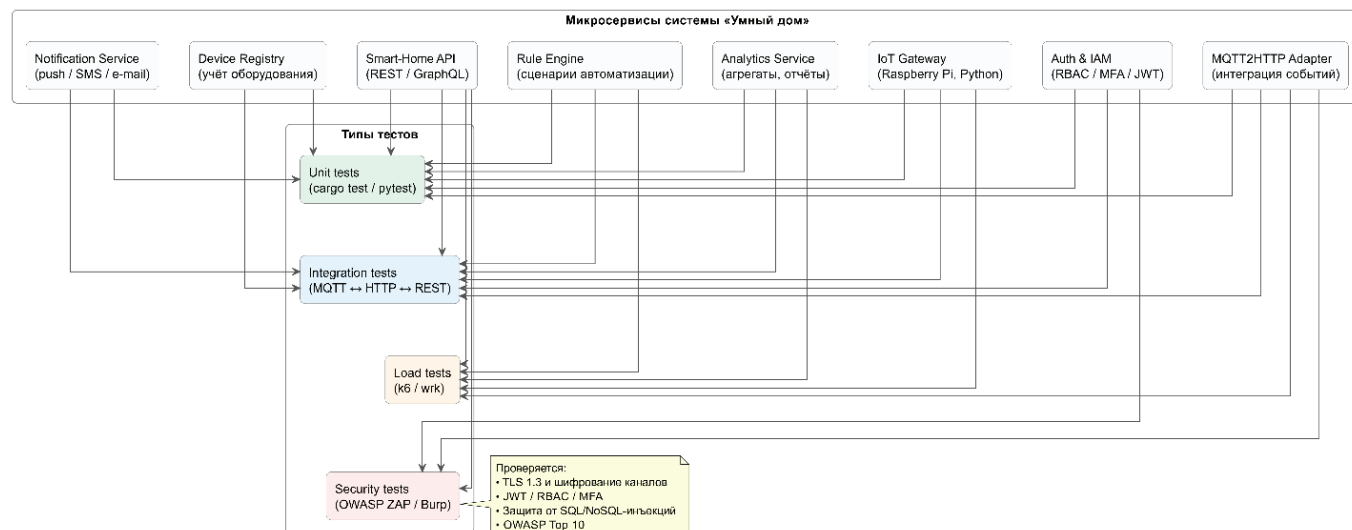 Микросервисы системы «Умный дом»
Notification Service
(push / SMS / e-mail)
Device Registry
(учёт оборудования)
Smart-Home API
(REST / GraphQL)
Rule Engine
(сценарии автоматизации)
Analytics Service
(агрегаты, отчёты)
IoT Gateway
(Raspberry Pi, Python)
Auth & IAM
(RBAC / MFA / JWT)
MQTT2HTTP Adapter
(интеграция событий)
Типы тестов
Unit tests
(cargo test / pytest)
Integration tests
(MQTT ↔ HTTP ↔ REST)
Load tests
(k6 / wrk)
Security tests
(OWASP ZAP / Burp)
Проверяется:
• TLS 1.3 и шифрование каналов
• JWT / RBAC / MFA
• Защита от SQL/NoSQL-инъекций
• OWASP Top 10